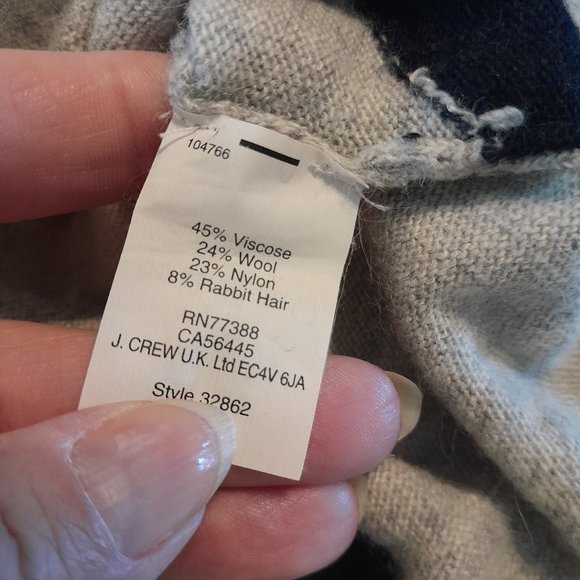 104766
45% Viscose
24% Wool
23% Nylon
8% Rabbit Hair
RN77388
CA56445
J. CREW U.K. Ltd EC4V 6JA
Style 32862